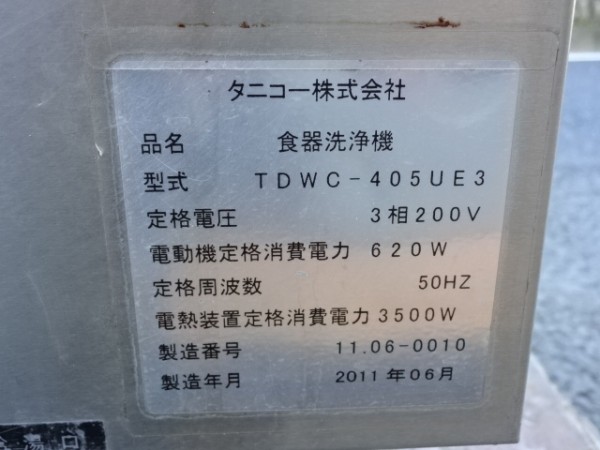 タニコー株式会社
品名 食器洗浄機
型式 TDWC-405UE3
定格電圧 3相200V
電動機定格消費電力 620W
定格周波数 50HZ
電熱装置定格消費電力 3500W
製造番号 11.06-0010
製造年月 2011年06月
湯口